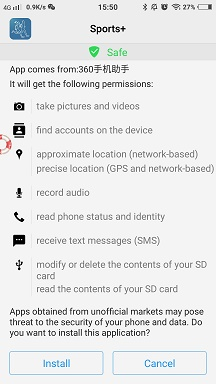 4G 0.9K/s 15:50 27%
Sports+
Safe
App comes from:360手机助手
It will get the following permissions:
take pictures and videos
find accounts on the device
approximate location (network-based)
precise location (GPS and network-based)
record audio
read phone status and identity
receive text messages (SMS)
modify or delete the contents of your SD
card
read the contents of your SD card
Apps obtained from unofficial markets may pose
threat to the security of your phone and data. Do
you want to install this application?
Install Cancel